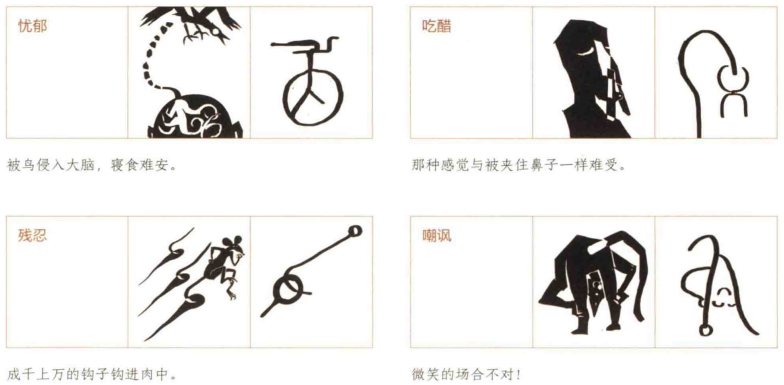 忧郁
吃醋
被鸟侵入大脑，寝食难安。
那种感觉与被夹住鼻子一样难受。
残忍
嘲讽
成千上万的钩子钩进肉中。
微笑的场合不对！